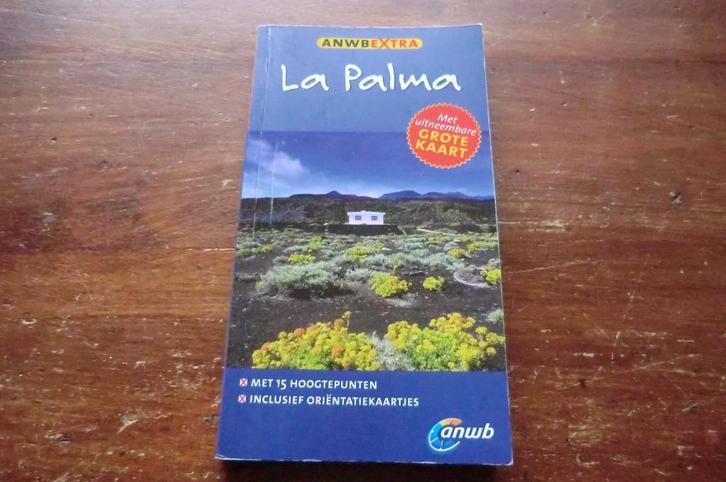 ANWBEXTRA
La Palma
Met
uitneembare
GROTE
KAART
MET 15 HOOGTEPUNTEN
INCLUSIEF ORIËNTATIEKAARTJES
anwb